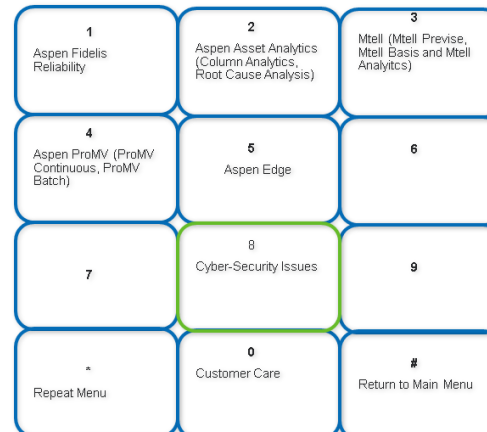 1
Aspen Fidelis
Reliability
2
Aspen Asset Analytics
(Column Analytics,
Root Cause Analysis)
3
Mtell (Mtell Previse,
Mtell Basis and Mtell
Analyitcs)
4
Aspen ProMV (ProMV
Continuous, ProMV
Batch)
5
Aspen Edge
6
7
8
Cyber-Security Issues
9
*
Repeat Menu
0
Customer Care
#
Return to Main Menu